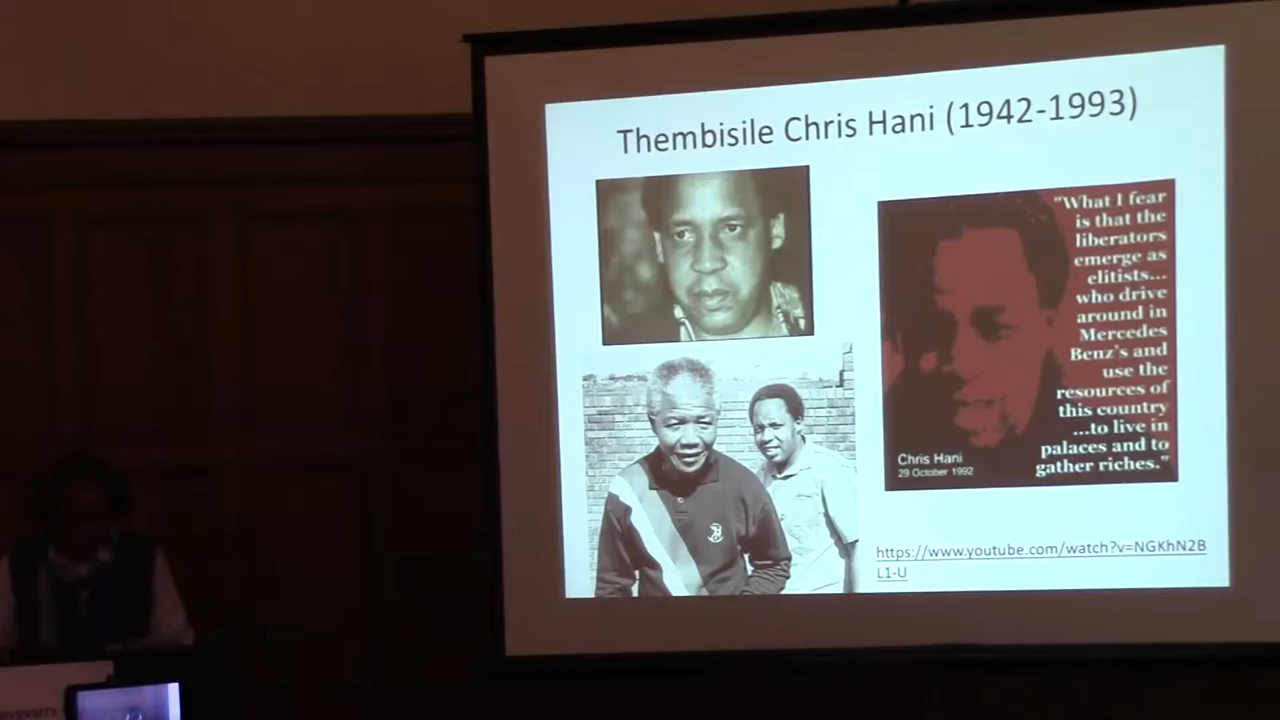 Thembisile Chris Hani (1942-1993)
"What I fear
is that the
liberators
emerge as
elitists...
who drive
around in
Mercedes
Benz's and
use the
resources of
this country
...to live in
palaces and to
gather riches."
Chris Hani
29 October 1992
https://www.youtube.com/watch?v=NGKhN2B
L1-U